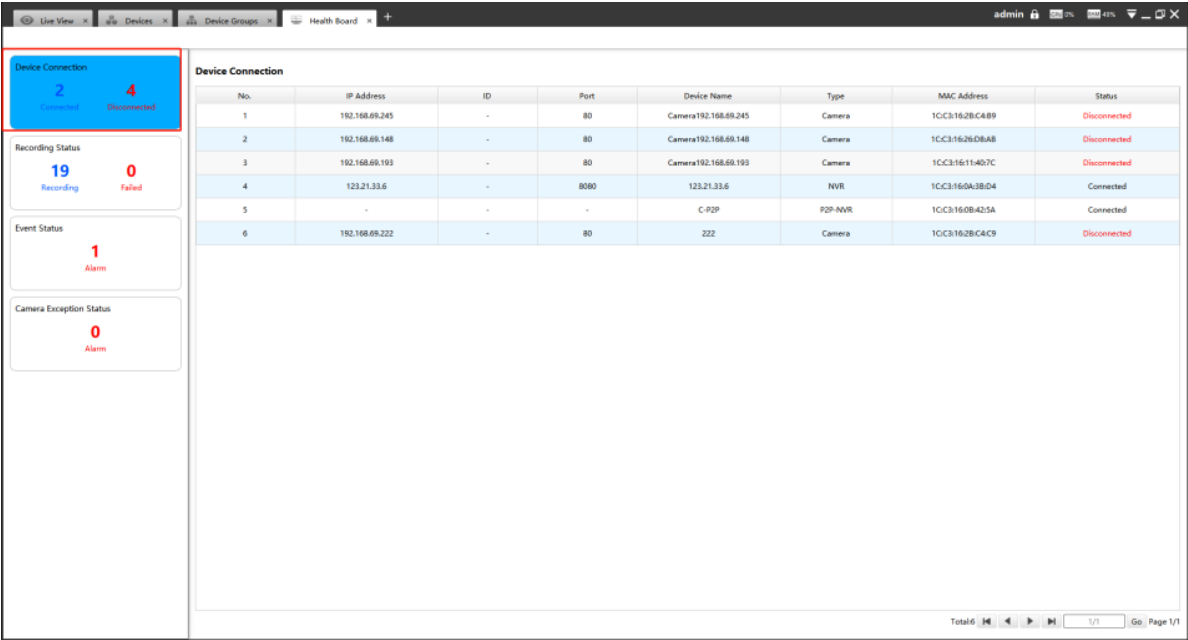 Live View × Devices × Device Groups × Health Board × + admin CPU 0% RAM 49%
Device Connection
2 4
Connected Disconnected
Recording Status
19 0
Recording Failed
Event Status
1
Alarm
Camera Exception Status
0
Alarm
Device Connection
No. IP Address ID Port Device Name Type MAC Address Status
1 192.168.69.245 - 80 Camera192.168.69.245 Camera 1C:C3:16:2B:C4:B9 Disconnected
2 192.168.69.148 - 80 Camera192.168.69.148 Camera 1C:C3:16:26:D8:AB Disconnected
3 192.168.69.193 - 80 Camera192.168.69.193 Camera 1C:C3:16:11:40:7C Disconnected
4 123.21.33.6 - 8080 123.21.33.6 NVR 1C:C3:16:0A:3B:D4 Connected
5 - - - C-P2P P2P-NVR 1C:C3:16:0B:42:5A Connected
6 192.168.69.222 - 80 222 Camera 1C:C3:16:2B:C4:C9 Disconnected
Total:6 1/1 Go Page 1/1